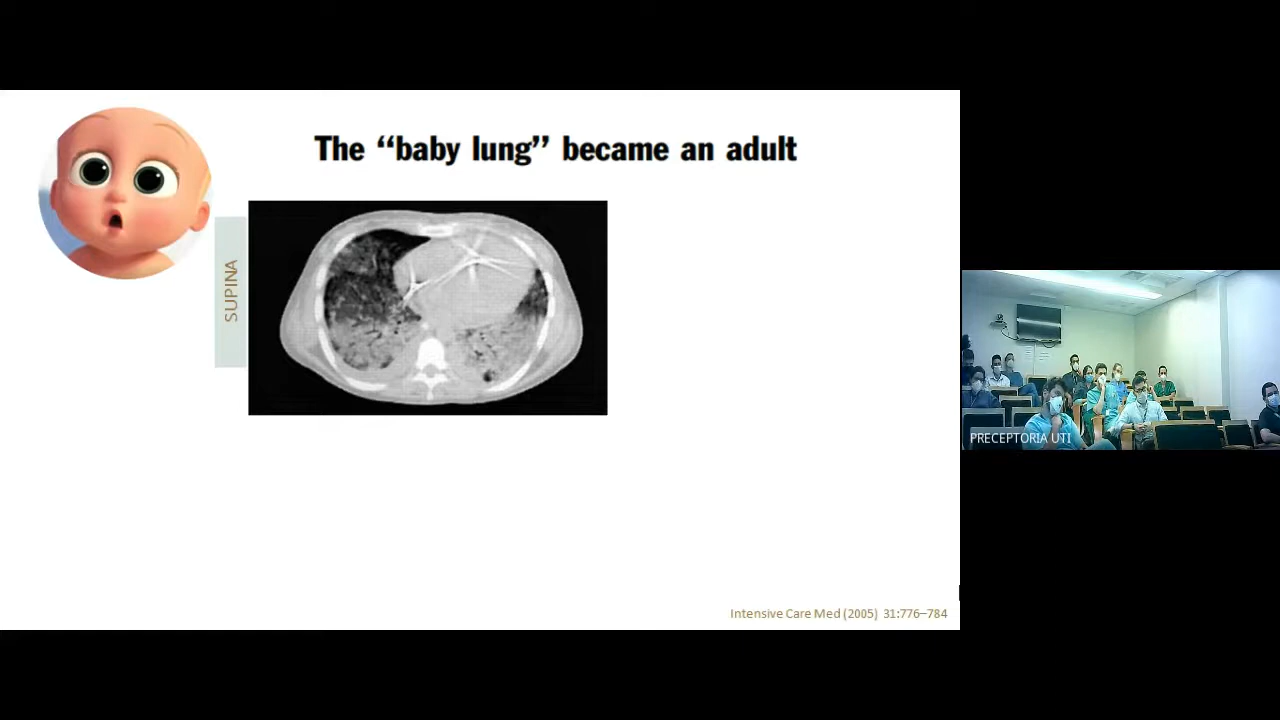 The “baby lung” became an adult
SUPINA
PRECEPTORIA UTI
Intensive Care Med (2005) 31:776–784